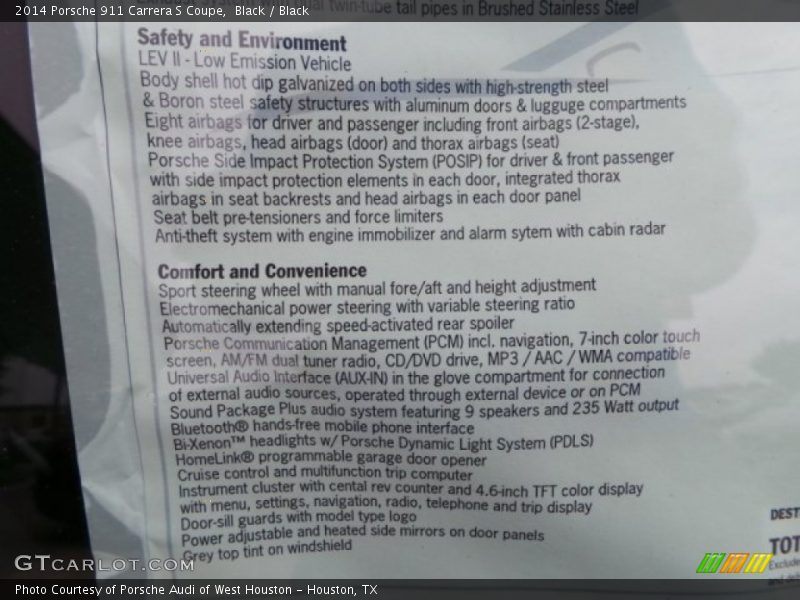 2014 Porsche 911 Carrera S Coupe, Black / Black
twin-tube tail pipes in Brushed Stainless Steel
Safety and Environment
LEV II - Low Emission Vehicle
Body shell hot dip galvanized on both sides with high-strength steel
& Boron steel safety structures with aluminum doors & luggage compartments
Eight airbags for driver and passenger including front airbags (2-stage),
knee airbags, head airbags (door) and thorax airbags (seat)
Porsche Side Impact Protection System (POSIP) for driver & front passenger
with side impact protection elements in each door, integrated thorax
airbags in seat backrests and head airbags in each door panel
Seat belt pre-tensioners and force limiters
Anti-theft system with engine immobilizer and alarm sytem with cabin radar
Comfort and Convenience
Sport steering wheel with manual fore/aft and height adjustment
Electromechanical power steering with variable steering ratio
Automatically extending speed-activated rear spoiler
Porsche Communication Management (PCM) incl. navigation, 7-inch color touch
screen, AM/FM dual tuner radio, CD/DVD drive, MP3 / AAC / WMA compatible
Universal Audio Interface (AUX-IN) in the glove compartment for connection
of external audio sources, operated through external device or on PCM
Sound Package Plus audio system featuring 9 speakers and 235 Watt output
Bluetooth® hands-free mobile phone interface
Bi-Xenon™ headlights w/ Porsche Dynamic Light System (PDLS)
HomeLink® programmable garage door opener
Cruise control and multifunction trip computer
Instrument cluster with cental rev counter and 4.6-inch TFT color display
with menu, settings, navigation, radio, telephone and trip display
Door-sill guards with model type logo
Power adjustable and heated side mirrors on door panels
Grey top tint on windshield
DEST
TOT
Exclude
GTCARLOT.COM
Photo Courtesy of Porsche Audi of West Houston – Houston, TX